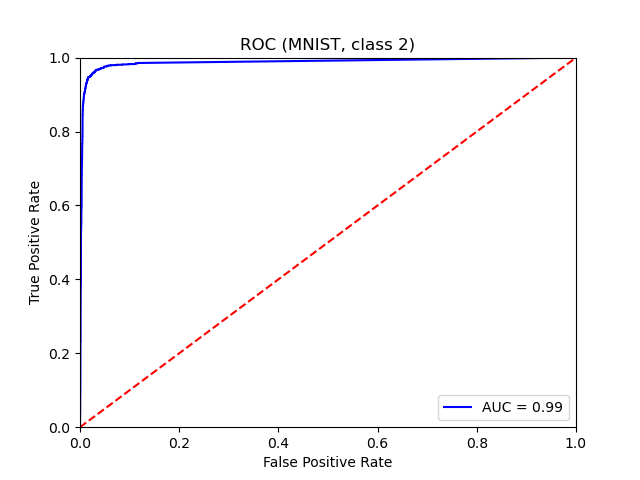 ROC (MNIST, class 2)
1.0
0.8
0.6
0.4
0.2
0.0
True Positive Rate
0.0 0.2 0.4 0.6 0.8 1.0
False Positive Rate
AUC = 0.99